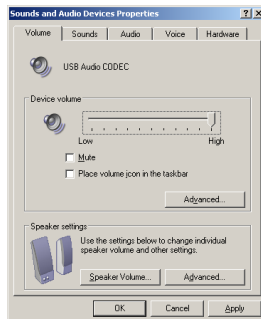 Sounds and Audio Devices Properties
Volume Sounds Audio Voice Hardware
USB Audio CODEC
Device volume
Low High
Mute
Place volume icon in the taskbar
Advanced...
Speaker settings
Use the settings below to change individual
speaker volume and other settings.
Speaker Volume... Advanced...
OK Cancel Apply